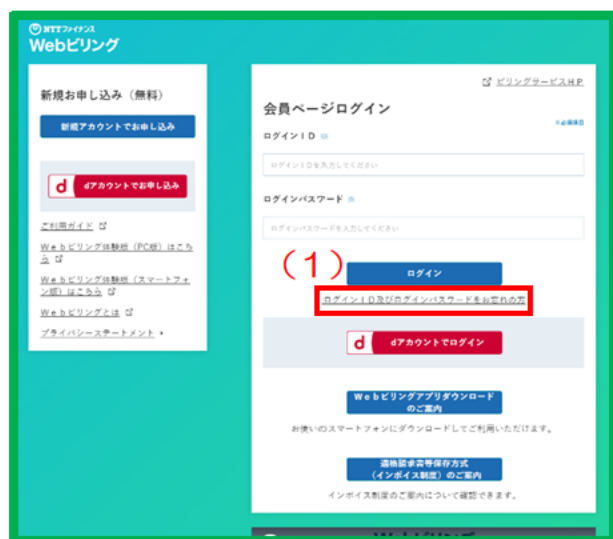 NTTファイナンス
Webビリング
新規お申し込み（無料）
新規アカウントでお申し込み
d dアカウントでお申し込み
ご利用ガイド
Ｗｅｂビリング体験版（PC版）はこち
ら
Ｗｅｂビリング体験版（スマートフォ
ン版）はこちら
Ｗｅｂビリングとは
プライバシーステートメント
ビリングサービスＨＰ
会員ページログイン
※必須項目
ログインＩＤ ※
ログインＩＤを入力してください
ログインパスワード ※
ログインパスワードを入力してください
（1）
ログイン
ログインＩＤ及びログインパスワードをお忘れの方
d dアカウントでログイン
Ｗｅｂビリングアプリダウンロード
のご案内
お使いのスマートフォンにダウンロードしてご利用いただけます。
適格請求書等保存方式
（インボイス制度）のご案内
インボイス制度のご案内について確認できます。